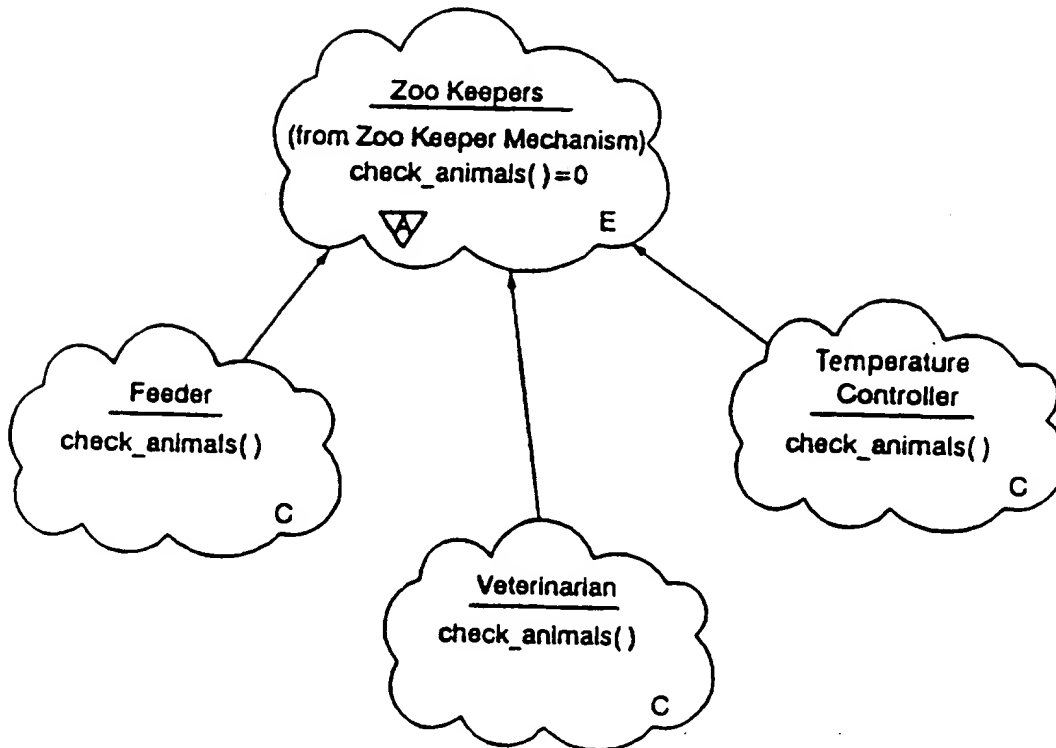 Zoo Keepers
(from Zoo Keeper Mechanism)
check_animals( )=0
A
E
Feeder
check_animals( )
C
Temperature
Controller
check_animals( )
C
Veterinarian
check_animals( )
C